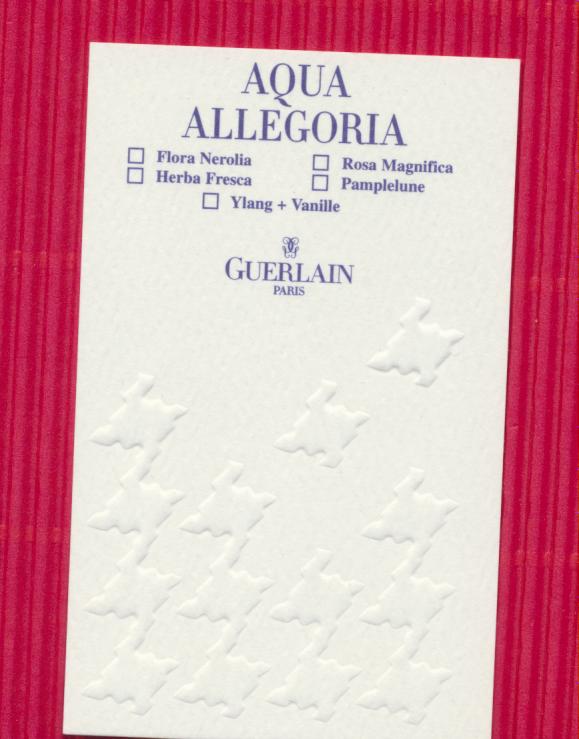 AQUA
ALLEGORIA
Flora Nerolia Rosa Magnifica
Herba Fresca Pamplelune
Ylang + Vanille
GUERLAIN
PARIS